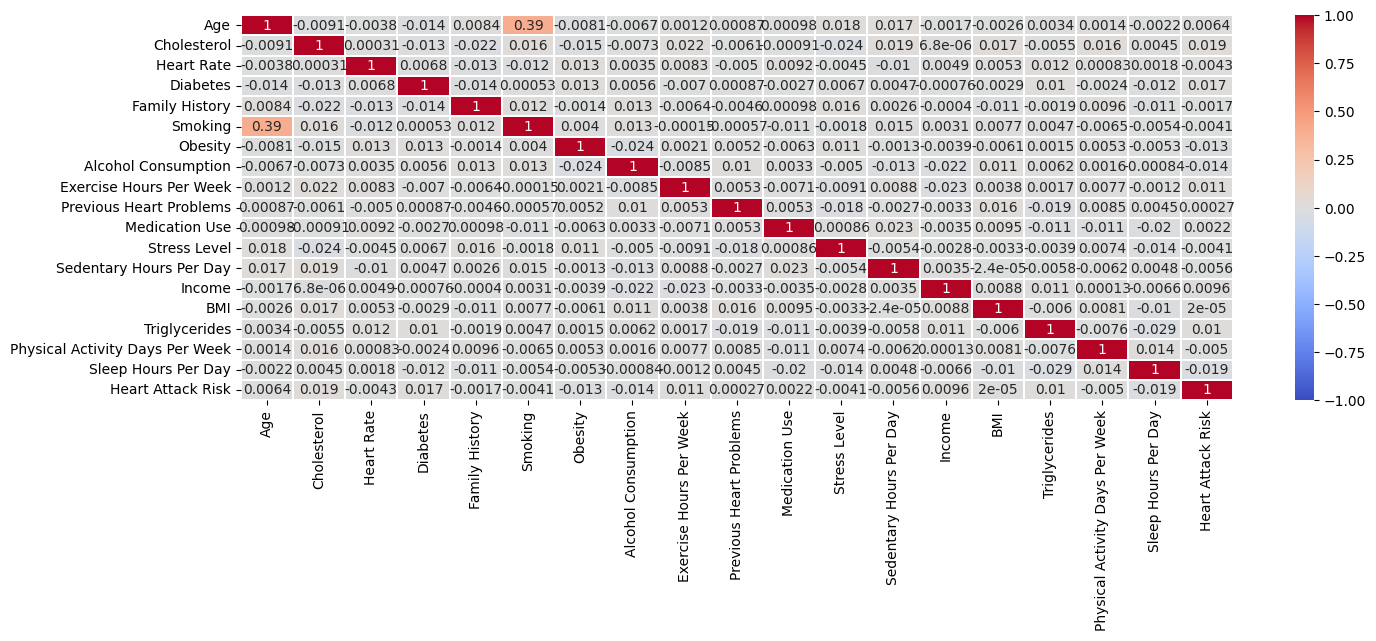 Age 1 -0.0091 -0.0038 -0.014 0.0084 0.39 -0.0081 -0.0067 0.0012 0.00087 0.00098 0.018 0.017 -0.0017 -0.0026 0.0034 0.0014 -0.0022 0.0064
Cholesterol -0.0091 1 0.00031 -0.013 -0.022 0.016 -0.015 -0.0073 0.022 -0.0061 -0.00091 -0.024 0.019 6.8e-06 0.017 -0.0055 0.016 0.0045 0.019
Heart Rate -0.0038 0.00031 1 0.0068 -0.013 -0.012 0.013 0.0035 0.0083 -0.005 0.0092 -0.0045 -0.01 0.0049 0.0053 0.012 0.00083 0.0018 -0.0043
Diabetes -0.014 -0.013 0.0068 1 -0.014 0.00053 0.013 0.0056 -0.007 0.00087 -0.0027 0.0067 0.0047 -0.00076 -0.0029 0.01 -0.0024 -0.012 0.017
Family History 0.0084 -0.022 -0.013 -0.014 1 0.012 -0.0014 0.013 -0.0064 -0.0046 0.00098 0.016 0.0026 -0.0004 -0.011 -0.0019 0.0096 -0.011 -0.0017
Smoking 0.39 0.016 -0.012 0.00053 0.012 1 0.004 0.013 -0.00015 -0.00057 -0.011 -0.0018 0.015 0.0031 0.0077 0.0047 -0.0065 -0.0054 -0.0041
Obesity -0.0081 -0.015 0.013 0.013 -0.0014 0.004 1 -0.024 0.0021 0.0052 -0.0063 0.011 -0.0013 -0.0039 -0.0061 0.0015 0.0053 -0.0053 -0.013
Alcohol Consumption -0.0067 -0.0073 0.0035 0.0056 0.013 0.013 -0.024 1 -0.0085 0.01 0.0033 -0.005 -0.013 -0.022 0.011 0.0062 0.0016 -0.00084 -0.014
Exercise Hours Per Week 0.0012 0.022 0.0083 -0.007 -0.0064 -0.00015 0.0021 -0.0085 1 0.0053 -0.0071 -0.0091 0.0088 -0.023 0.0038 0.0017 0.0077 -0.0012 0.011
Previous Heart Problems 0.00087 -0.0061 -0.005 0.00087 -0.0046 -0.00057 0.0052 0.01 0.0053 1 0.0053 -0.018 -0.0027 -0.0033 0.016 -0.019 0.0085 0.0045 0.00027
Medication Use 0.00098 -0.00091 0.0092 -0.0027 0.00098 -0.011 -0.0063 0.0033 -0.0071 0.0053 1 0.00086 0.023 -0.0035 0.0095 -0.011 -0.011 -0.02 0.0022
Stress Level 0.018 -0.024 -0.0045 0.0067 0.016 -0.0018 0.011 -0.005 -0.0091 -0.018 0.00086 1 -0.0054 -0.0028 -0.0033 -0.0039 0.0074 -0.014 -0.0041
Sedentary Hours Per Day 0.017 0.019 -0.01 0.0047 0.0026 0.015 -0.0013 -0.013 0.0088 -0.0027 0.023 -0.0054 1 0.0035 -2.4e-05 -0.0058 -0.0062 0.0048 -0.0056
Income -0.0017 6.8e-06 0.0049 -0.00076 -0.0004 0.0031 -0.0039 -0.022 -0.023 -0.0033 -0.0035 -0.0028 0.0035 1 0.0088 0.011 0.00013 -0.0066 0.0096
BMI -0.0026 0.017 0.0053 -0.0029 -0.011 0.0077 -0.0061 0.011 0.0038 0.016 0.0095 -0.0033 -2.4e-05 0.0088 1 -0.006 0.0081 -0.01 2e-05
Triglycerides 0.0034 -0.0055 0.012 0.01 -0.0019 0.0047 0.0015 0.0062 0.0017 -0.019 -0.011 -0.0039 -0.0058 0.011 -0.006 1 -0.0076 -0.029 0.01
Physical Activity Days Per Week 0.0014 0.016 0.00083 -0.0024 0.0096 -0.0065 0.0053 0.0016 0.0077 0.0085 -0.011 0.0074 -0.0062 0.00013 0.0081 -0.0076 1 0.014 -0.005
Sleep Hours Per Day -0.0022 0.0045 0.0018 -0.012 -0.011 -0.0054 -0.0053 -0.00084 -0.0012 0.0045 -0.02 -0.014 0.0048 -0.0066 -0.01 -0.029 0.014 1 -0.019
Heart Attack Risk 0.0064 0.019 -0.0043 0.017 -0.0017 -0.0041 -0.013 -0.014 0.011 0.00027 0.0022 -0.0041 -0.0056 0.0096 2e-05 0.01 -0.005 -0.019 1
Age
Cholesterol
Heart Rate
Diabetes
Family History
Smoking
Obesity
Alcohol Consumption
Exercise Hours Per Week
Previous Heart Problems
Medication Use
Stress Level
Sedentary Hours Per Day
Income
BMI
Triglycerides
Physical Activity Days Per Week
Sleep Hours Per Day
Heart Attack Risk
1.00
0.75
0.50
0.25
0.00
−0.25
−0.50
−0.75
−1.00